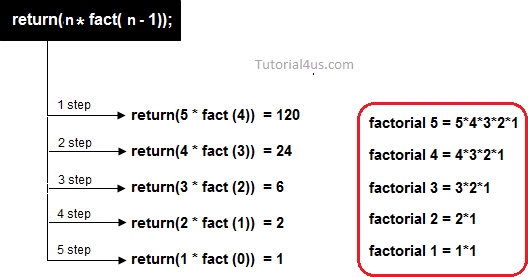 return(n* fact( n - 1));
Tutorial4us.com
1 step
return(5 * fact (4)) = 120
2 step
return(4 * fact (3)) = 24
3 step
return(3 * fact (2)) = 6
4 step
return(2 * fact (1)) = 2
5 step
return(1 * fact (0)) = 1
factorial 5 = 5*4*3*2*1
factorial 4 = 4*3*2*1
factorial 3 = 3*2*1
factorial 2 = 2*1
factorial 1 = 1*1